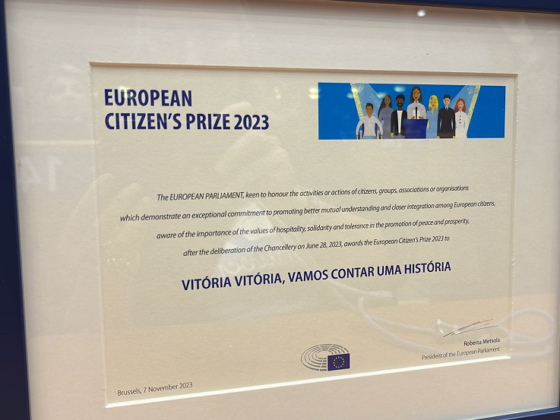 EUROPEAN
CITIZEN'S PRIZE 2023
The EUROPEAN PARLIAMENT, keen to honour the activities or actions of citizens, groups, associations or organisations
which demonstrate an exceptional commitment to promoting better mutual understanding and closer integration among European citizens,
aware of the importance of the values of hospitality, solidarity and tolerance in the promotion of peace and prosperity,
after the deliberation of the Chancellery on June 28, 2023, awards the European Citizen's Prize 2023 to
VITÓRIA VITÓRIA, VAMOS CONTAR UMA HISTÓRIA
Roberta Metsola
President of the European Parliament
Brussels, 7 November 2023